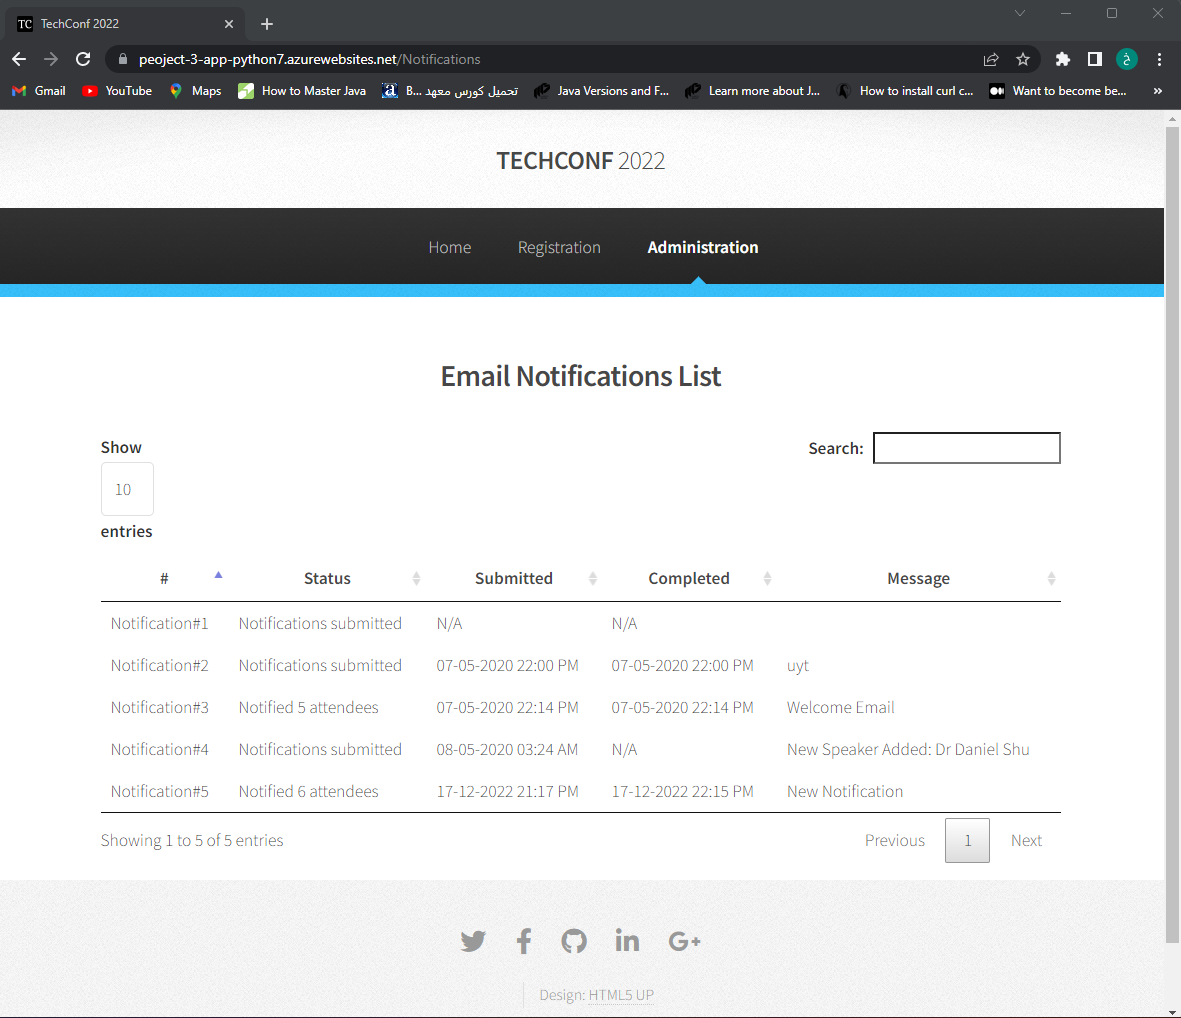 TC TechConf 2022
peoject-3-app-python7.azurewebsites.net/Notifications
خ
Gmail YouTube Maps How to Master Java a B... تحميل كورس معهد Java Versions and F... Learn more about J... How to install curl c... Want to become be... »
TECHCONF 2022
Home Registration Administration
Email Notifications List
Show
Search:
10
entries
# Status Submitted Completed Message
Notification#1 Notifications submitted N/A N/A
Notification#2 Notifications submitted 07-05-2020 22:00 PM 07-05-2020 22:00 PM uyt
Notification#3 Notified 5 attendees 07-05-2020 22:14 PM 07-05-2020 22:14 PM Welcome Email
Notification#4 Notifications submitted 08-05-2020 03:24 AM N/A New Speaker Added: Dr Daniel Shu
Notification#5 Notified 6 attendees 17-12-2022 21:17 PM 17-12-2022 22:15 PM New Notification
Showing 1 to 5 of 5 entries Previous 1 Next
Design: HTML5 UP